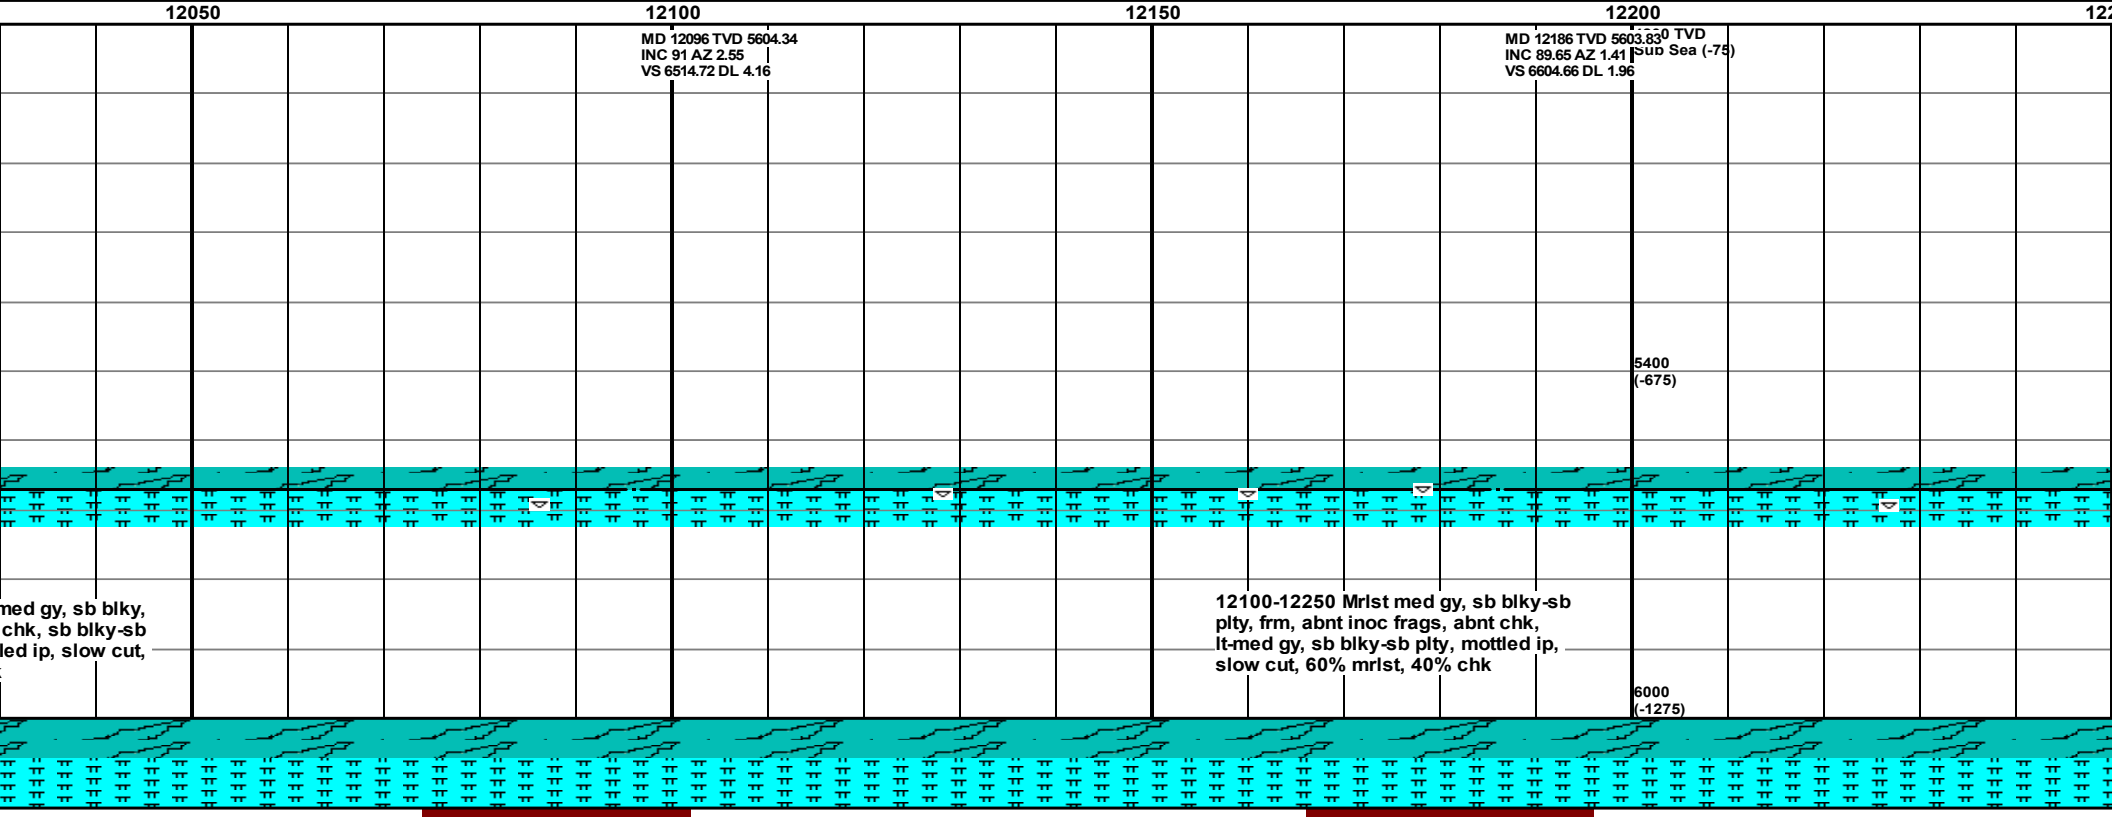 12050
12100
12150
12200
122
MD 12096 TVD 5604.34
INC 91 AZ 2.55
VS 6514.72 DL 4.16
MD 12186 TVD 5603.83
INC 89.65 AZ 1.41
VS 6604.66 DL 1.96
TVD
Sub Sea (-75)
5400
(-675)
med gy, sb blky,
chk, sb blky-sb
led ip, slow cut,
12100-12250 Mrlst med gy, sb blky-sb
plty, frm, abnt inoc frags, abnt chk,
lt-med gy, sb blky-sb plty, mottled ip,
slow cut, 60% mrlst, 40% chk
6000
(-1275)